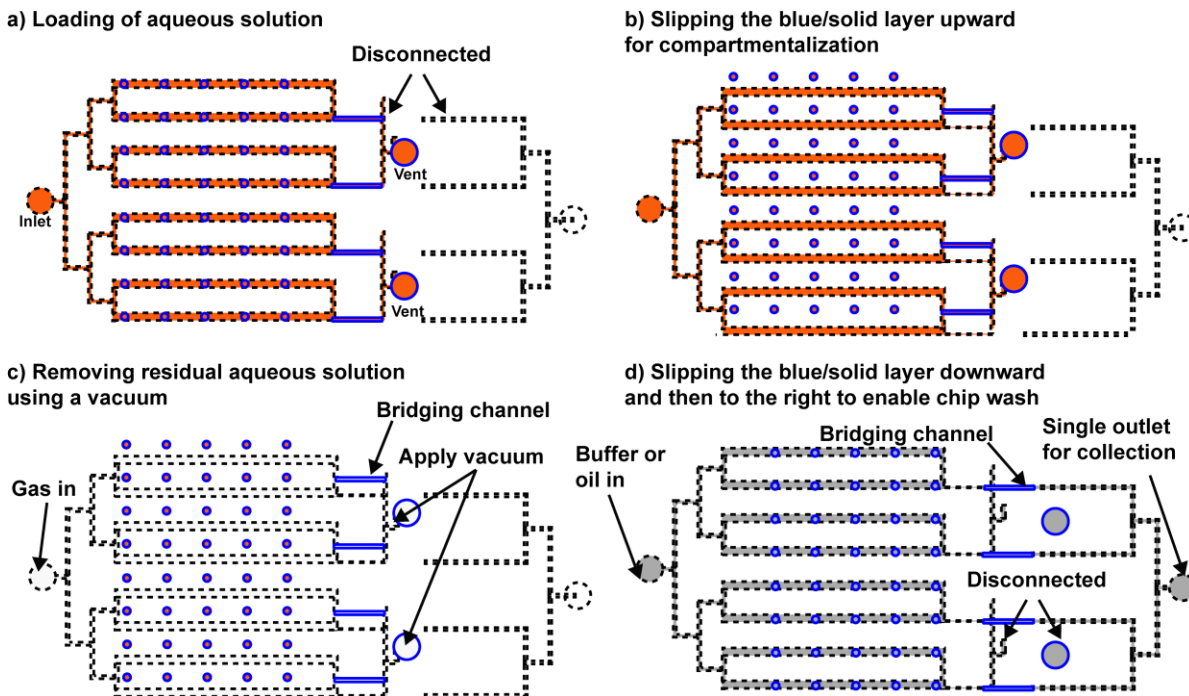 a) Loading of aqueous solution
Disconnected
Inlet
Vent
Vent
b) Slipping the blue/solid layer upward
for compartmentalization
c) Removing residual aqueous solution
using a vacuum
Bridging channel
Apply vacuum
Gas in
d) Slipping the blue/solid layer downward
and then to the right to enable chip wash
Bridging channel
Single outlet
for collection
Buffer or
oil in
Disconnected